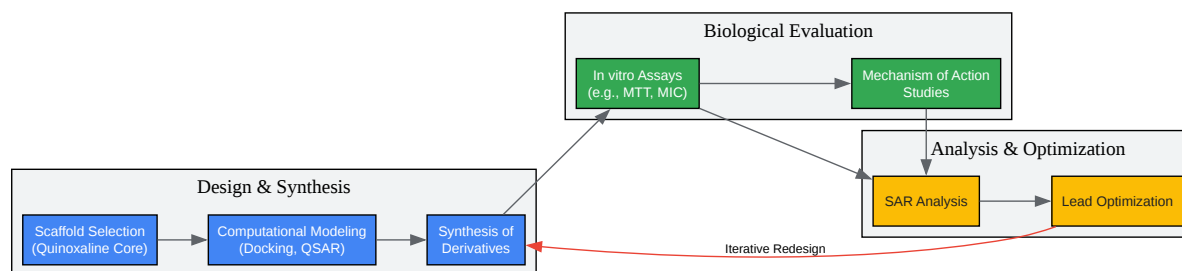 Biological Evaluation
In vitro Assays
(e.g., MTT, MIC)
Mechanism of Action
Studies
Analysis & Optimization
SAR Analysis
Lead Optimization
Design & Synthesis
Scaffold Selection
(Quinoxaline Core)
Computational Modeling
(Docking, QSAR)
Synthesis of
Derivatives
Iterative Redesign